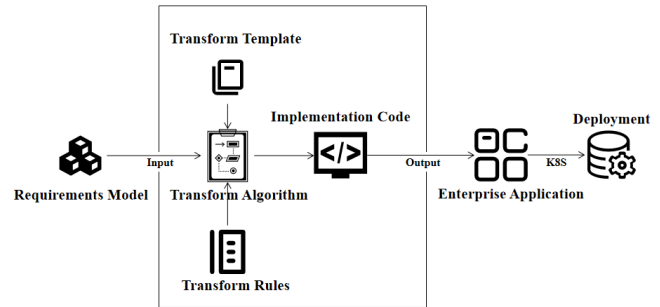 Transform Template
Implementation Code
Deployment
Input
Output
K8S
Requirements Model
Transform Algorithm
Enterprise Application
Transform Rules
</>